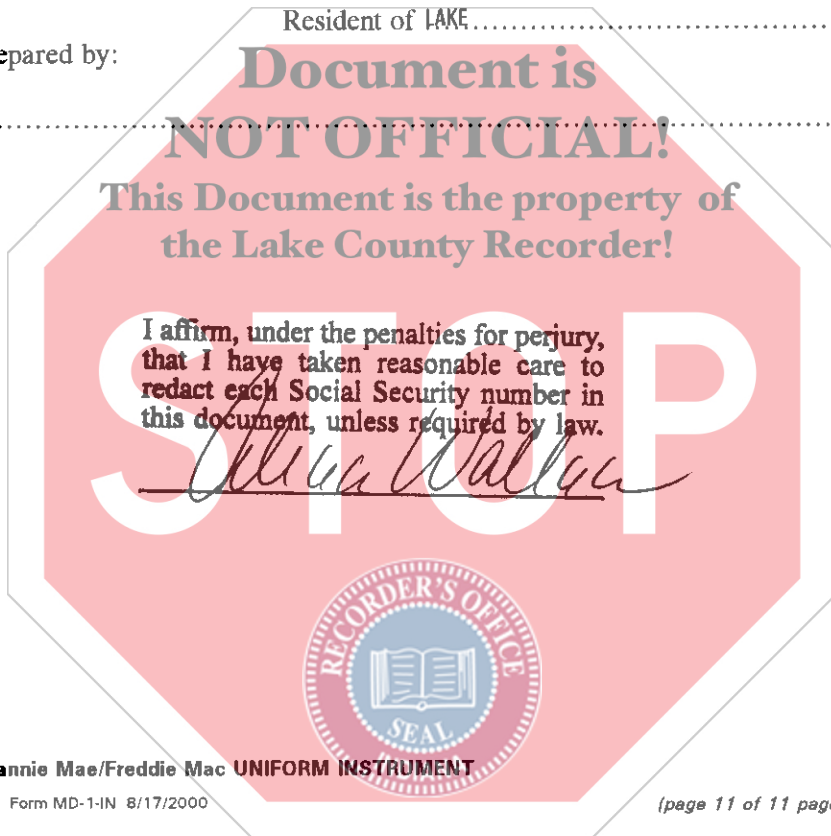 Resident of LAKE
epared by:
Document is
NOT OFFICIAL!
This Document is the property of
the Lake County Recorder!
STOP
I affirm, under the penalties for perjury,
that I have taken reasonable care to
redact each Social Security number in
this document, unless required by law.
Wallace
RECORDER'S OFFICE
SEAL
INDIANA
annie Mae/Freddie Mac UNIFORM INSTRUMENT
Form MD-1-IN 8/17/2000
(page 11 of 11 page